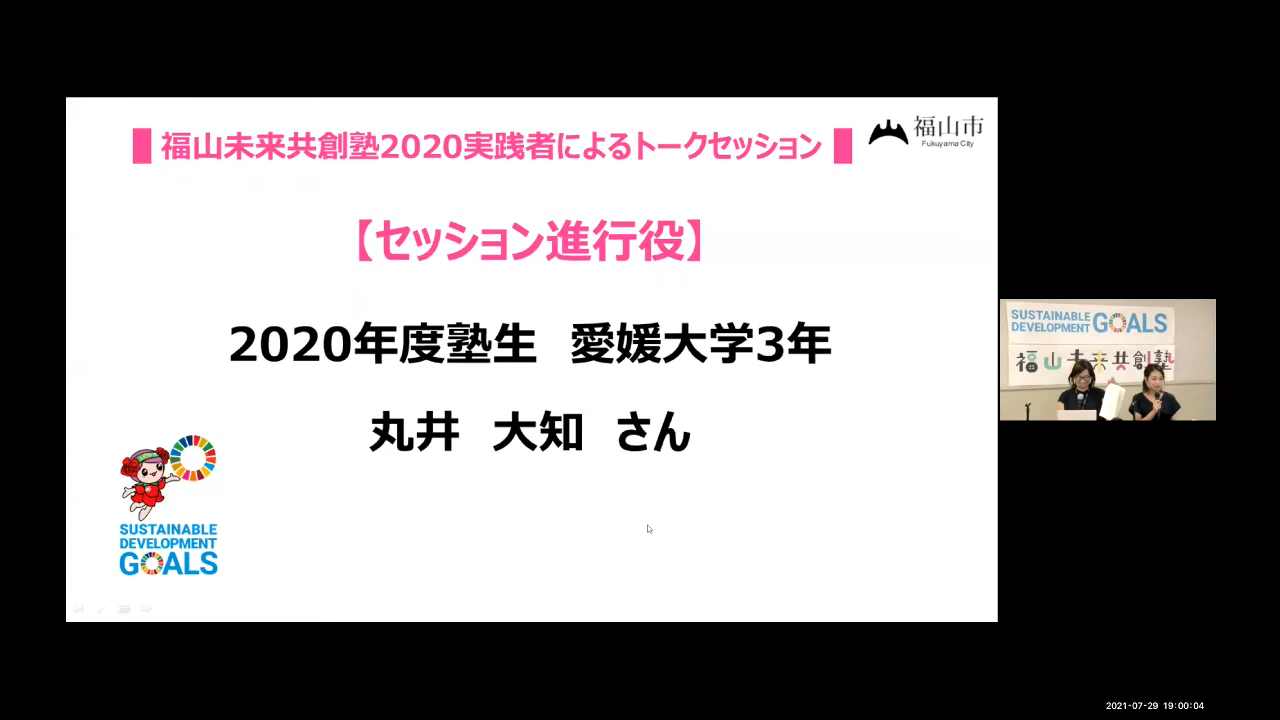 福山未来共創塾2020実践者によるトークセッション
福山市
Fukuyama City
【セッション進行役】
2020年度塾生 愛媛大学3年
丸井 大知 さん
SUSTAINABLE
DEVELOPMENT
GOALS
SUSTAINABLE
DEVELOPMENT GOALS
福山未来共創塾
2021-07-29 19:00:04